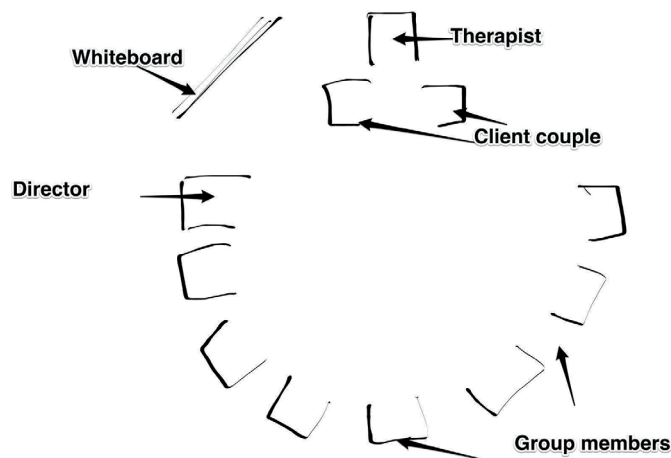 Therapist
Whiteboard
Client couple
Director
Group members